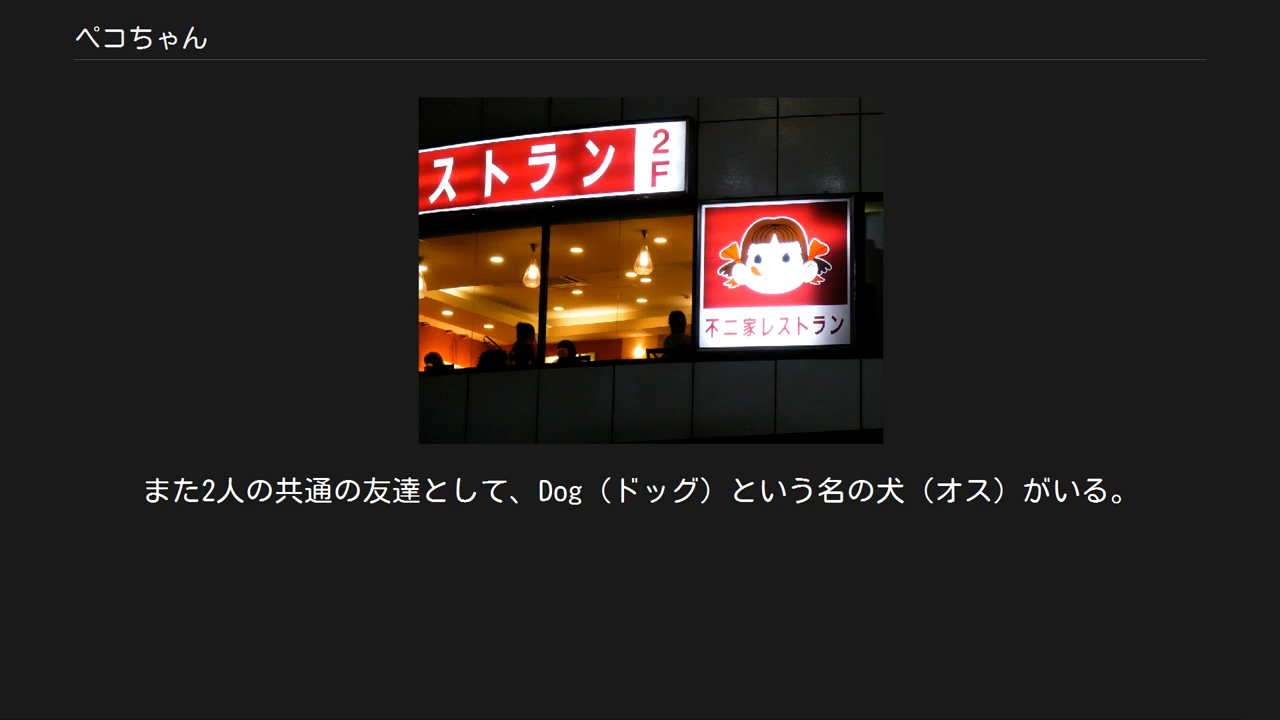 ペコちゃん
ストラン
2F
不二家レストラン
また2人の共通の友達として、Dog（ドッグ）という名の犬（オス）がいる。